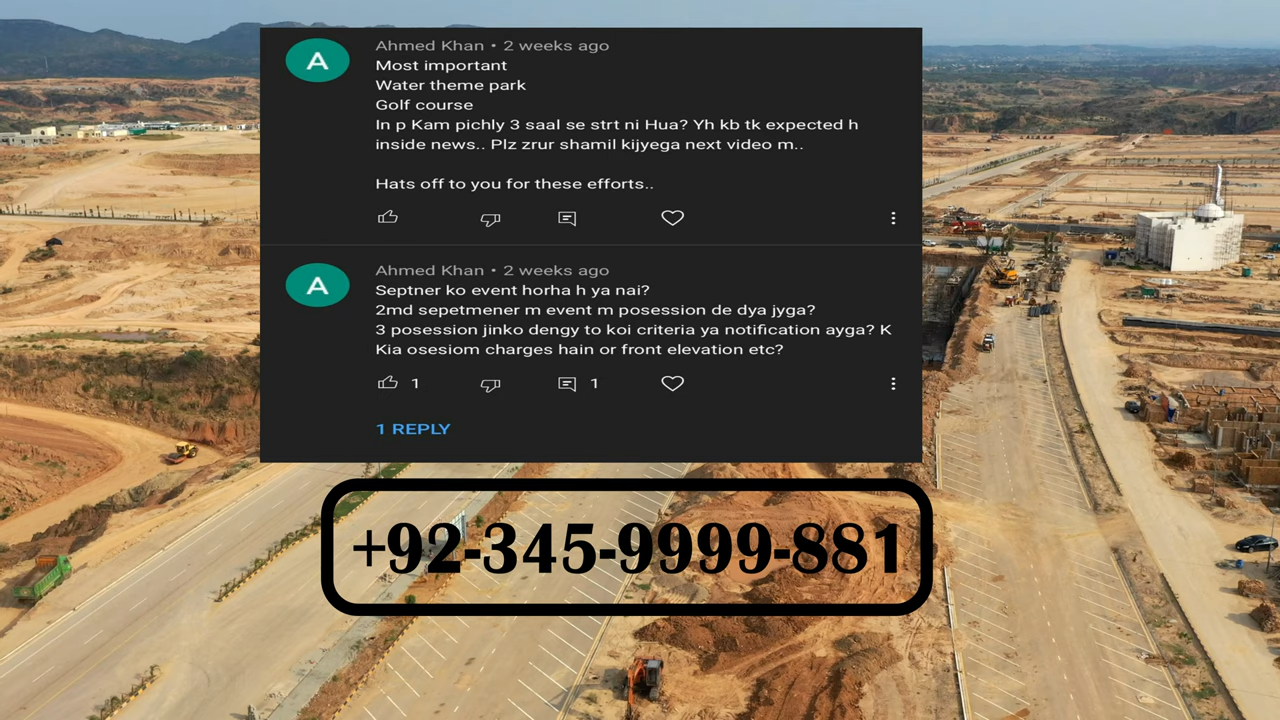 A
Ahmed Khan • 2 weeks ago
Most important
Water theme park
Golf course
In p Kam pichly 3 saal se strt ni Hua? Yh kb tk expected h
inside news.. Plz zrur shamil kijyega next video m..
Hats off to you for these efforts..
A
Ahmed Khan • 2 weeks ago
Septner ko event horha h ya nai?
2md sepetmener m event m posession de dya jyga?
3 posession jinko dengy to koi criteria ya notification ayga? K
Kia osesiom charges hain or front elevation etc?
1 1
1 REPLY
+92-345-9999-881